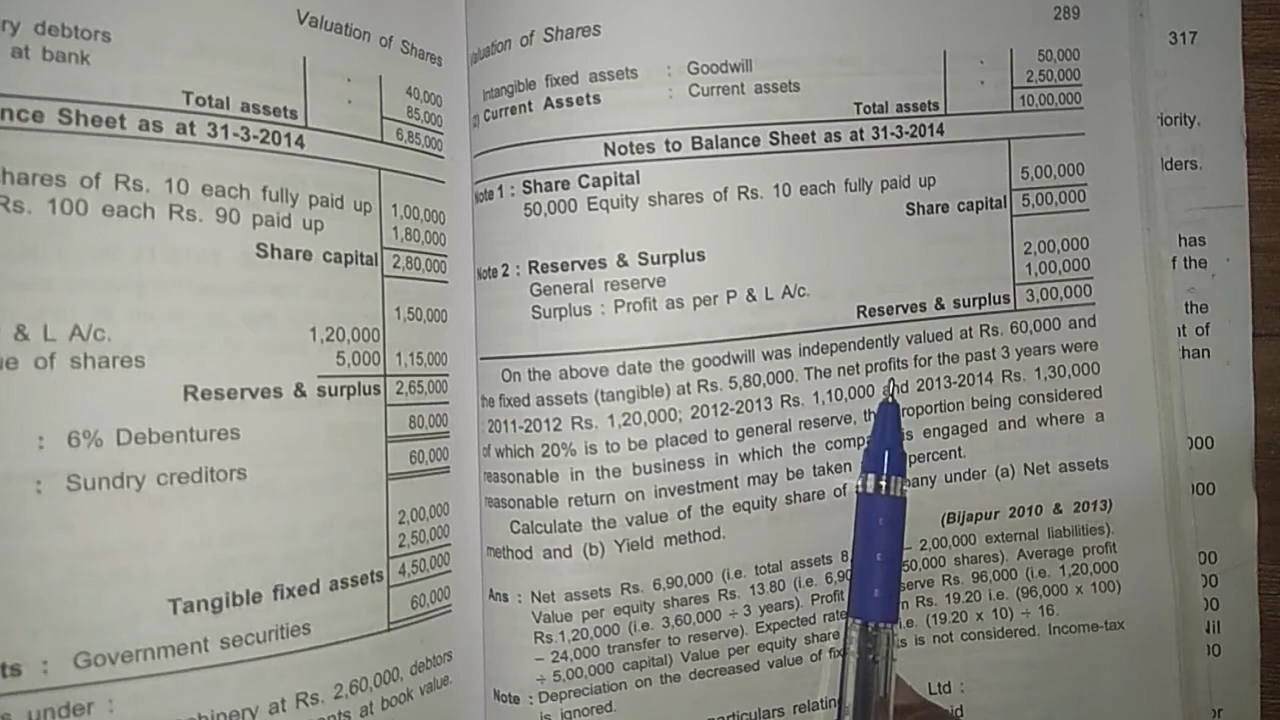 Valuation of Shares
ry debtors
at bank
40,000
85,000
Total assets 6,85,000
nce Sheet as at 31-3-2014
hares of Rs. 10 each fully paid up 1,00,000
Rs. 100 each Rs. 90 paid up 1,80,000
Share capital 2,80,000
1,50,000
& L A/c. 1,20,000
e of shares 5,000 1,15,000
Reserves & surplus 2,65,000
: 6% Debentures 80,000
: Sundry creditors 60,000
2,00,000
2,50,000
Tangible fixed assets 4,50,000
ts : Government securities 60,000
s under :
hinery at Rs. 2,60,000, debtors
nts at book value.
aluation of Shares 289
Intangible fixed assets : Goodwill 50,000
Current Assets : Current assets 2,50,000
Total assets 10,00,000
Notes to Balance Sheet as at 31-3-2014
Note 1 : Share Capital
50,000 Equity shares of Rs. 10 each fully paid up 5,00,000
Share capital 5,00,000
Note 2 : Reserves & Surplus
General reserve 2,00,000
Surplus : Profit as per P & L A/c. 1,00,000
Reserves & surplus 3,00,000
On the above date the goodwill was independently valued at Rs. 60,000 and
he fixed assets (tangible) at Rs. 5,80,000. The net profits for the past 3 years were
2011-2012 Rs. 1,20,000; 2012-2013 Rs. 1,10,000 and 2013-2014 Rs. 1,30,000
of which 20% is to be placed to general reserve, th roportion being considered
reasonable in the business in which the comp is engaged and where a
reasonable return on investment may be taken percent.
Calculate the value of the equity share of pany under (a) Net assets
method and (b) Yield method.
(Bijapur 2010 & 2013)
Ans : Net assets Rs. 6,90,000 (i.e. total assets 8, – 2,00,000 external liabilities).
Value per equity shares Rs. 13.80 (i.e. 6,90 50,000 shares). Average profit
Rs.1,20,000 (i.e. 3,60,000 ÷ 3 years). Profit serve Rs. 96,000 (i.e. 1,20,000
– 24,000 transfer to reserve). Expected rate n Rs. 19.20 i.e. (96,000 x 100)
÷ 5,00,000 capital) Value per equity share i.e. (19.20 x 10) ÷ 16.
Note : Depreciation on the decreased value of fix s is not considered. Income-tax
is ignored.
articulars relatin Ltd :
id
317
iority.
lders.
has
f the
the
nt of
han
000
00
00
00
00
Nil
10
or